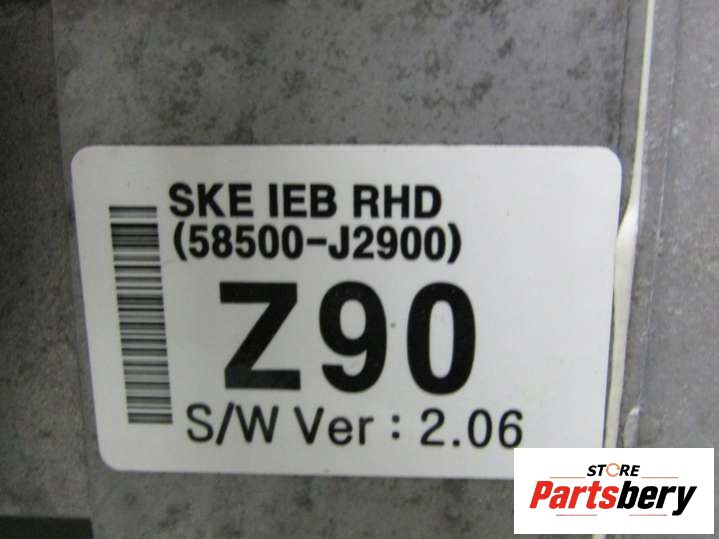 SKE IEB RHD
(58500-J2900)
Z90
S/W Ver : 2.06
STORE
Partsbery